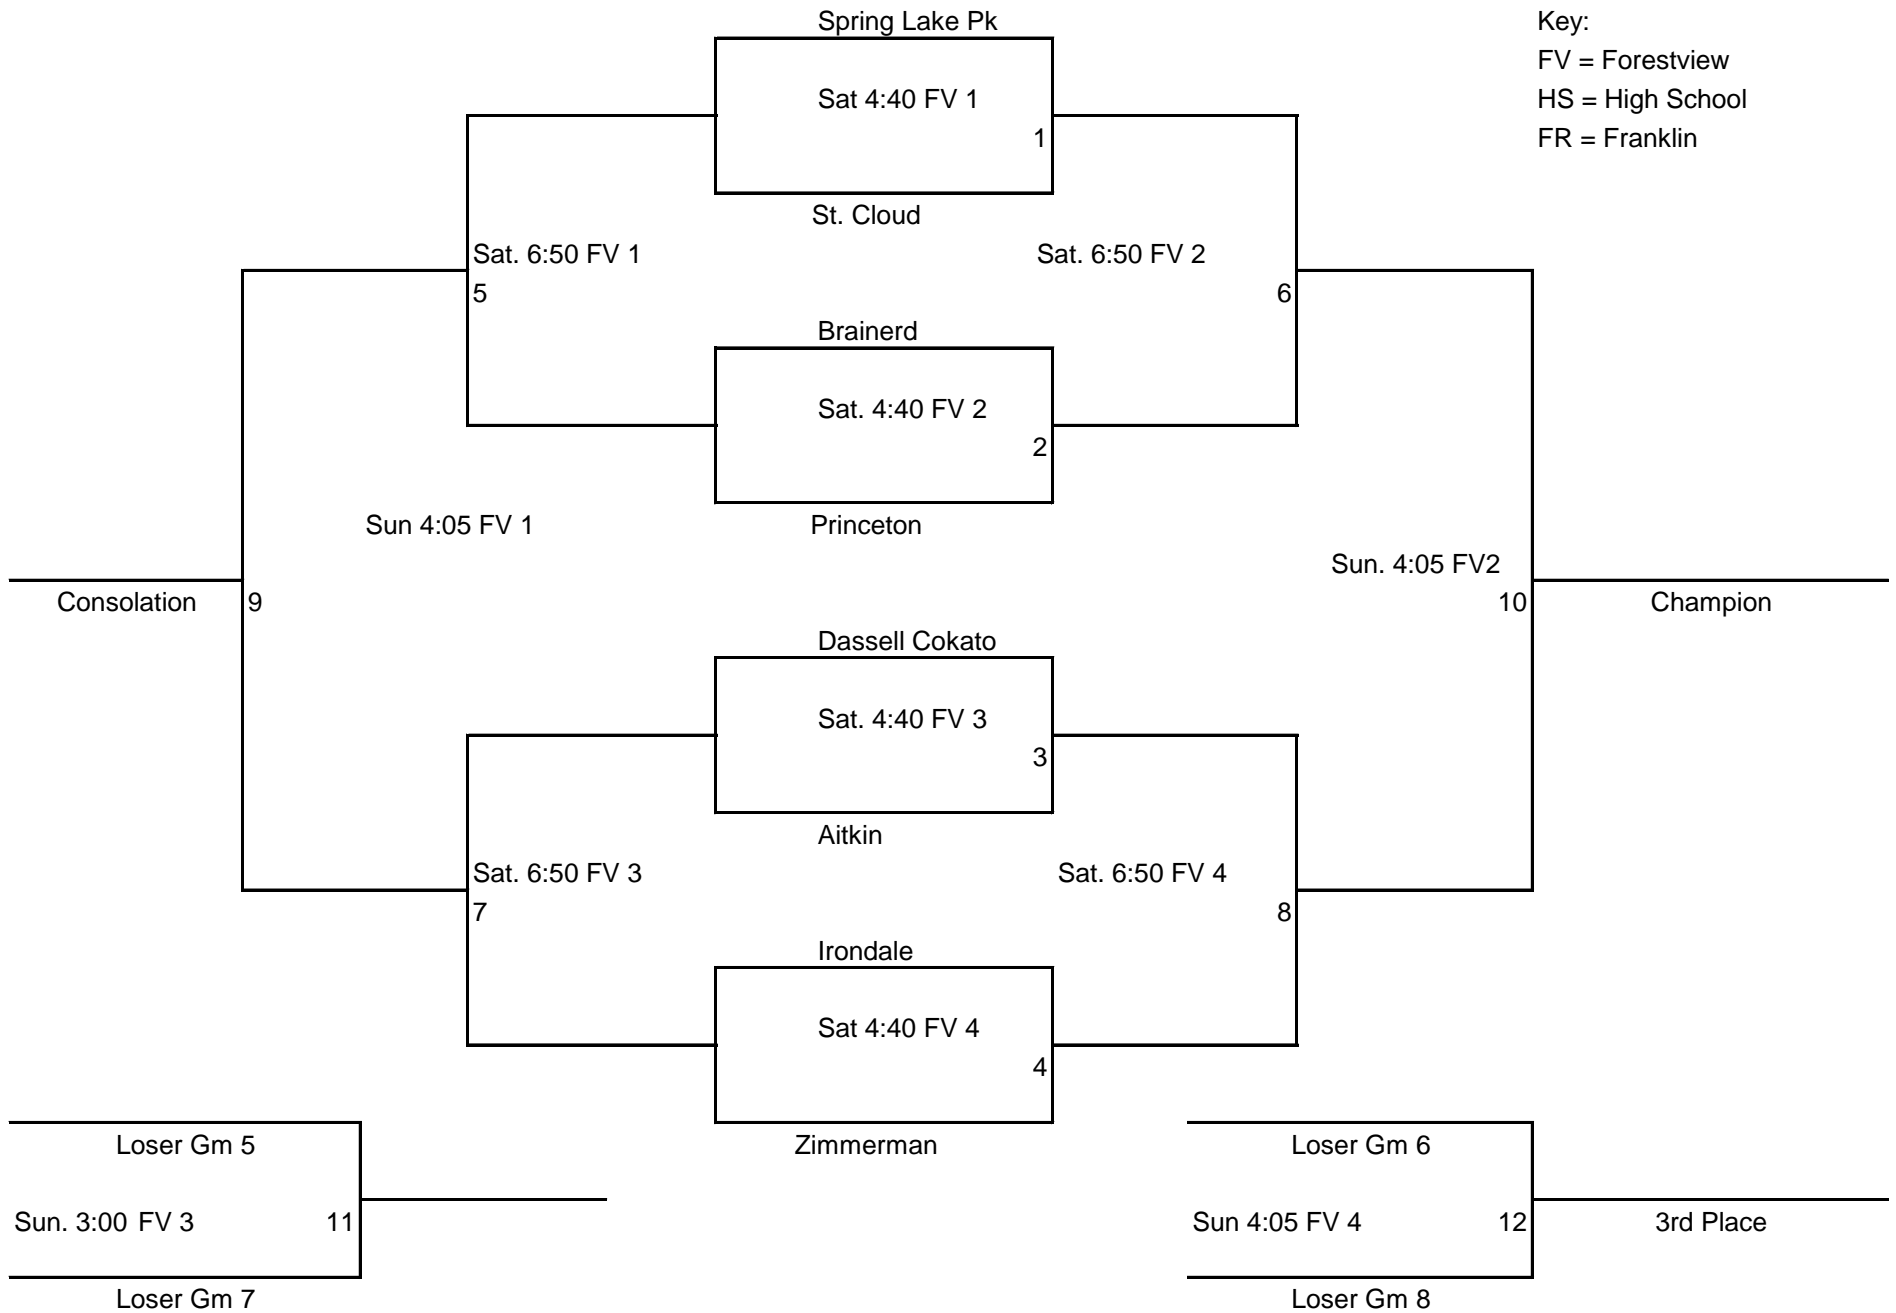 Spring Lake Pk
Key:
FV = Forestview
Sat 4:40 FV 1
HS = High School
1
FR = Franklin
St. Cloud
Sat. 6:50 FV 1
Sat. 6:50 FV 2
5
6
Brainerd
Sat. 4:40 FV 2
2
Sun 4:05 FV 1
Princeton
Sun. 4:05 FV2
Consolation
9
10
Champion
Dassell Cokato
Sat. 4:40 FV 3
3
Aitkin
Sat. 6:50 FV 3
Sat. 6:50 FV 4
7
8
Irondale
Sat 4:40 FV 4
4
Loser Gm 5
Zimmerman
Loser Gm 6
Sun. 3:00 FV 3
11
Sun 4:05 FV 4
12
3rd Place
Loser Gm 7
Loser Gm 8